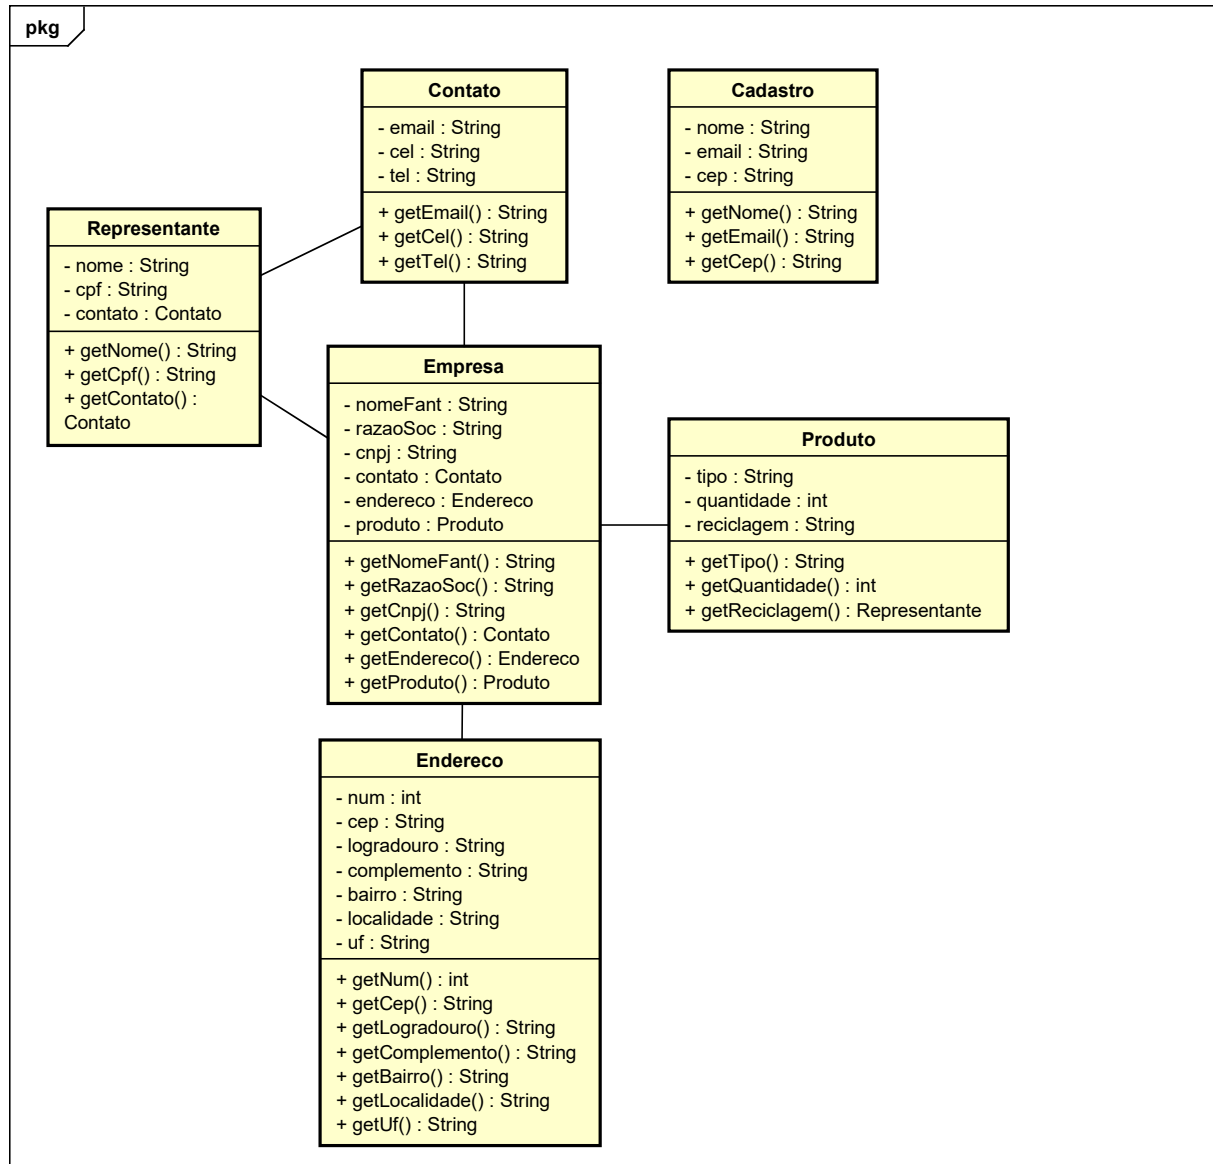 pkg
Contato
- email : String
- cel : String
- tel : String
+ getEmail() : String
+ getCel() : String
+ getTel() : String
Cadastro
- nome : String
- email : String
- cep : String
+ getNome() : String
+ getEmail() : String
+ getCep() : String
Representante
- nome : String
- cpf : String
- contato : Contato
+ getNome() : String
+ getCpf() : String
+ getContato() :
Contato
Empresa
- nomeFant : String
- razaoSoc : String
- cnpj : String
- contato : Contato
- endereco : Endereco
- produto : Produto
+ getNomeFant() : String
+ getRazaoSoc() : String
+ getCnpj() : String
+ getContato() : Contato
+ getEndereco() : Endereco
+ getProduto() : Produto
Produto
- tipo : String
- quantidade : int
- reciclagem : String
+ getTipo() : String
+ getQuantidade() : int
+ getReciclagem() : Representante
Endereco
- num : int
- cep : String
- logradouro : String
- complemento : String
- bairro : String
- localidade : String
- uf : String
+ getNum() : int
+ getCep() : String
+ getLogradouro() : String
+ getComplemento() : String
+ getBairro() : String
+ getLocalidade() : String
+ getUf() : String